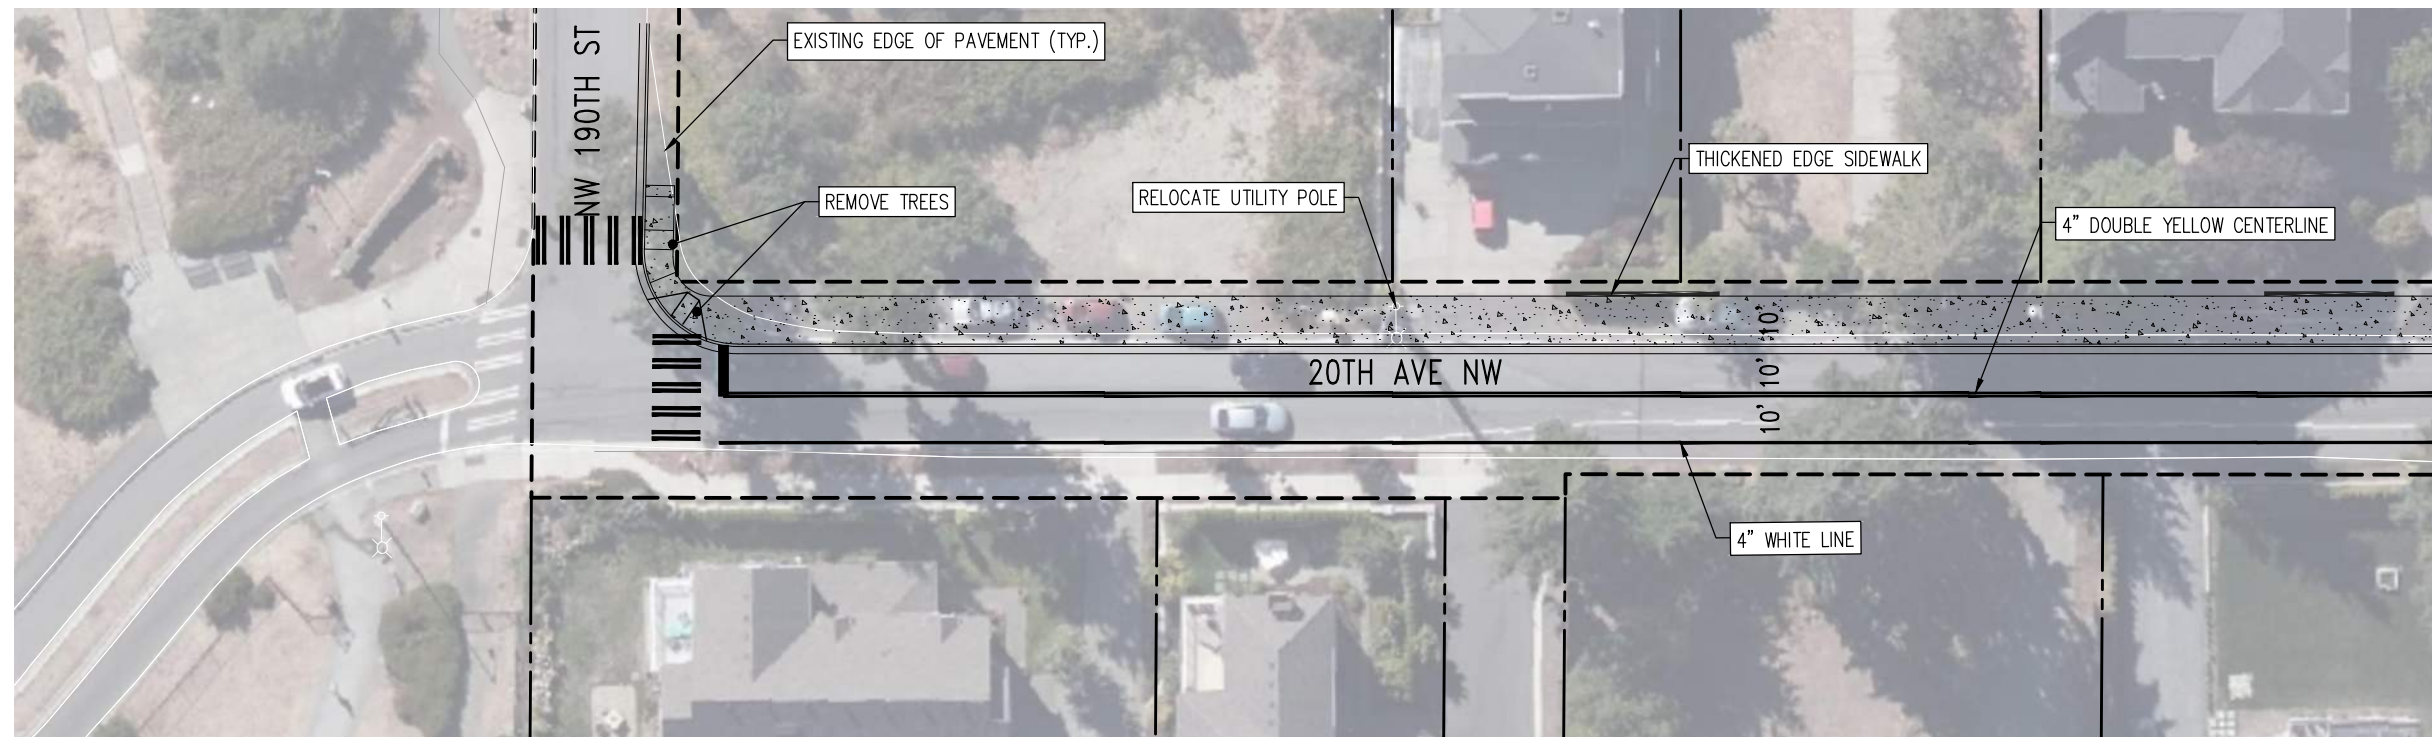 EXISTING EDGE OF PAVEMENT (TYP.)
NW 190TH ST
THICKENED EDGE SIDEWALK
REMOVE TREES
RELOCATE UTILITY POLE
4" DOUBLE YELLOW CENTERLINE
10'
20TH AVE NW
10'
10'
4" WHITE LINE